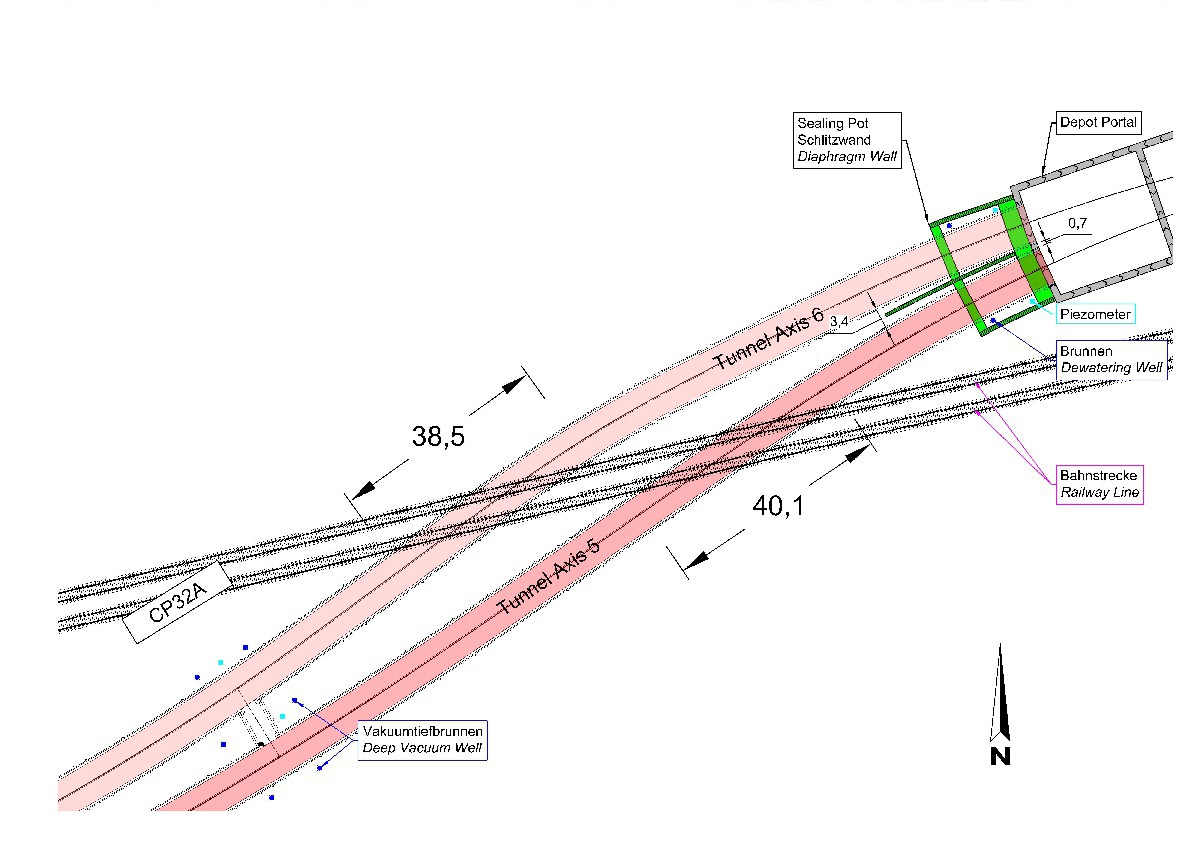 Sealing Pot
Schlitzwand
Diaphragm Wall
Depot Portal
0,7
Piezometer
3,4
Tunnel Axis 6
Brunnen
Dewatering Well
38,5
40,1
Bahnstrecke
Railway Line
Tunnel Axis 5
CP32A
Vakuumtiefbrunnen
Deep Vacuum Well
N